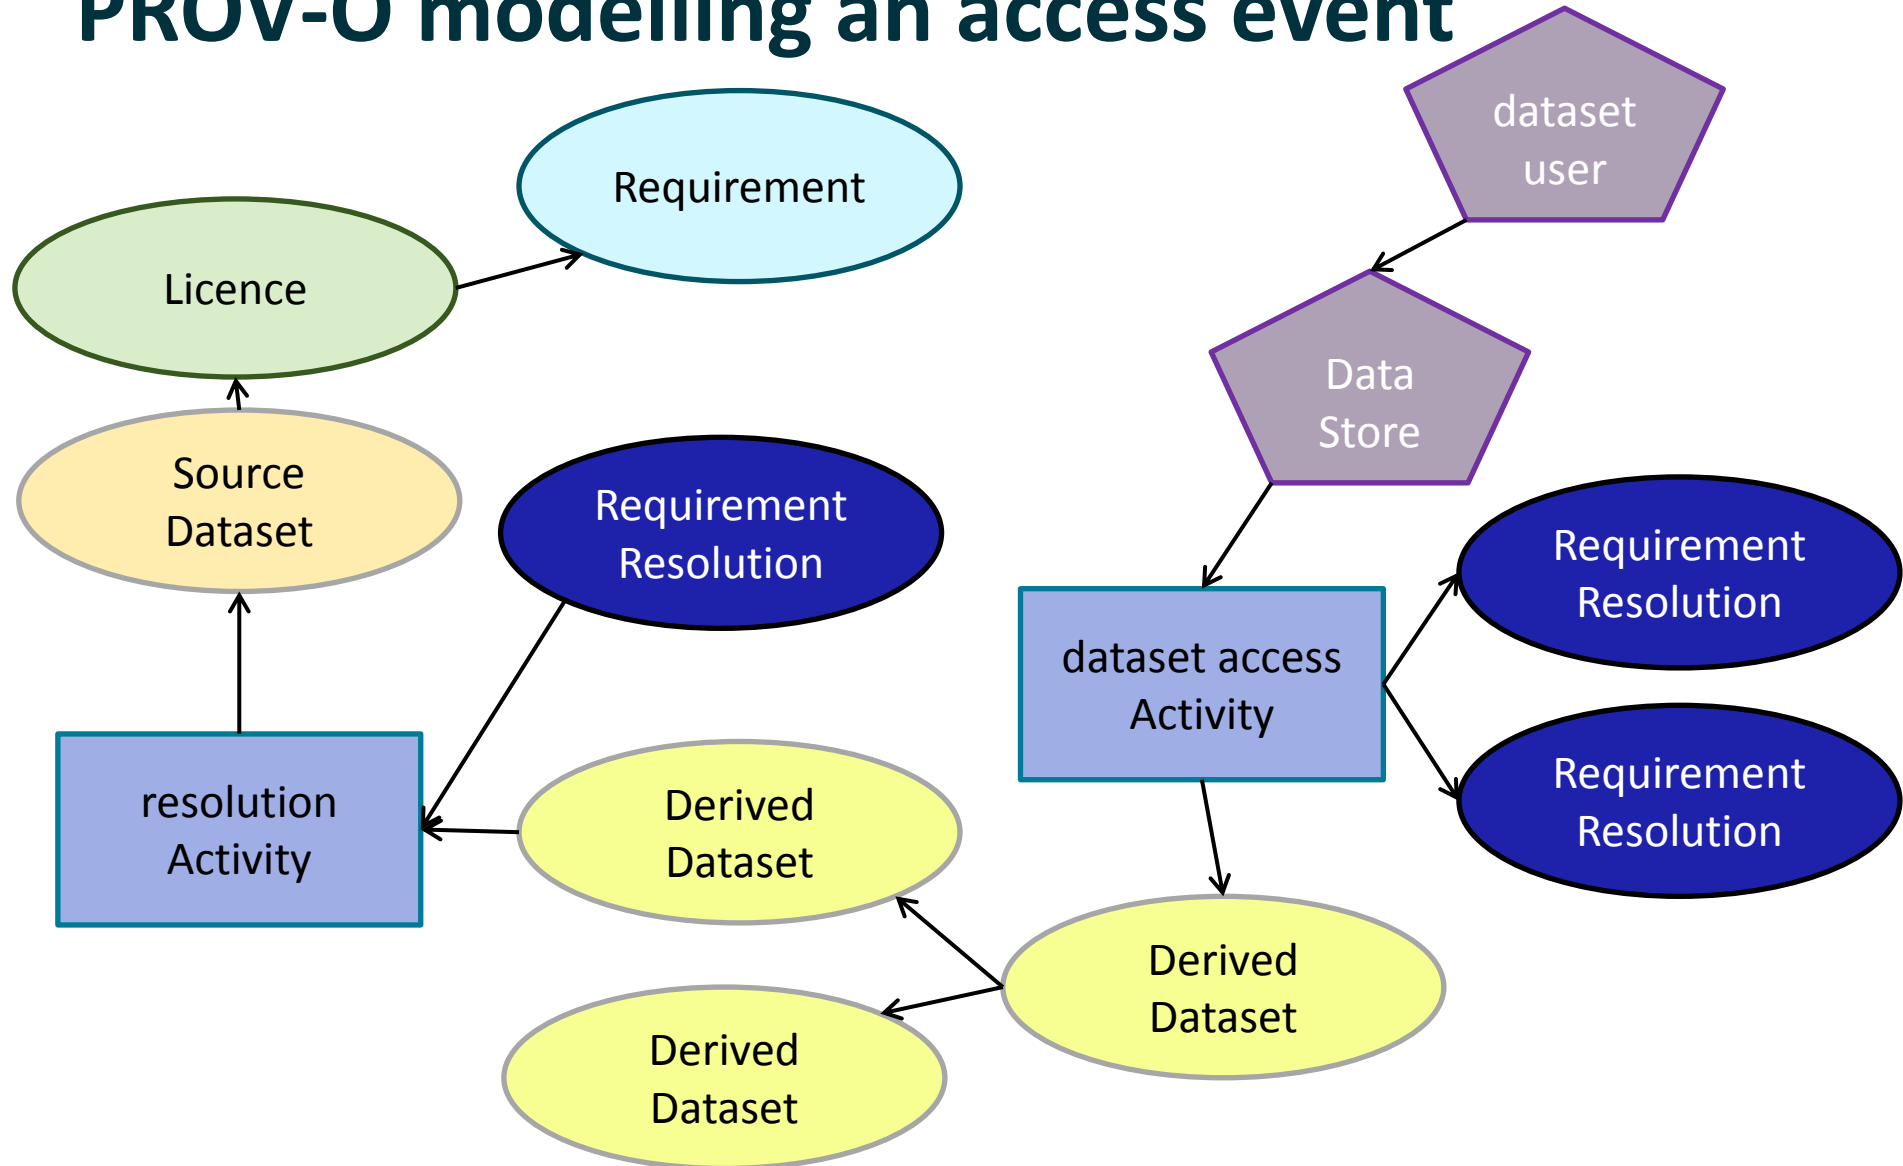 PROV-O modelling an access event
dataset
user
Requirement
Licence
Data
Store
Source
Dataset
Requirement
Resolution
Requirement
Resolution
dataset access
Activity
Requirement
Resolution
resolution
Activity
Derived
Dataset
Derived
Dataset
Derived
Dataset